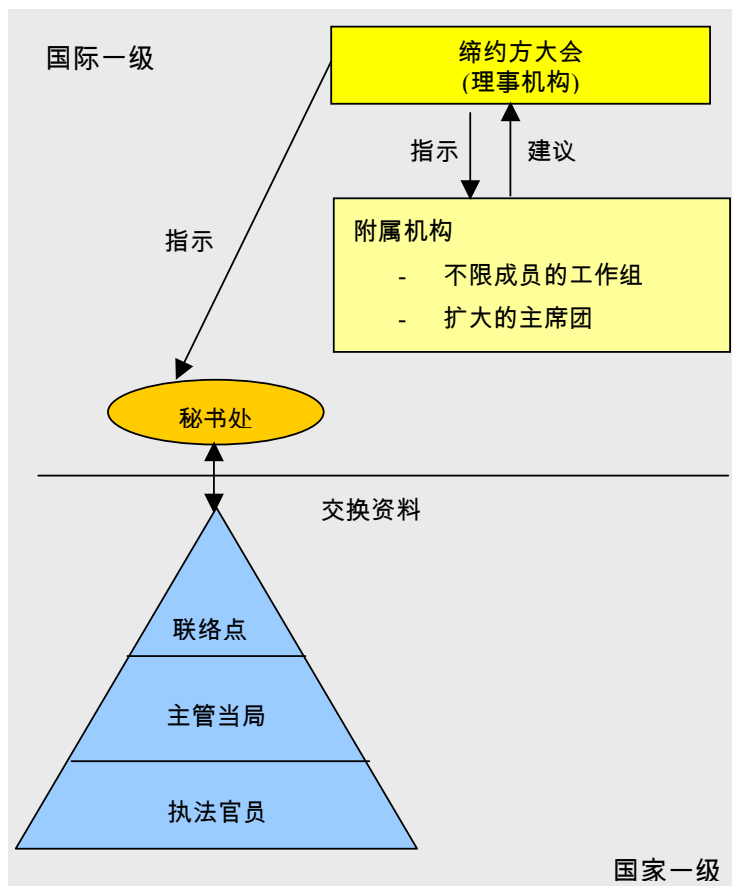 国际一级
缔约方大会
(理事机构)
指示
建议
附属机构
- 不限成员的工作组
- 扩大的主席团
指示
秘书处
交换资料
联络点
主管当局
执法官员
国家一级